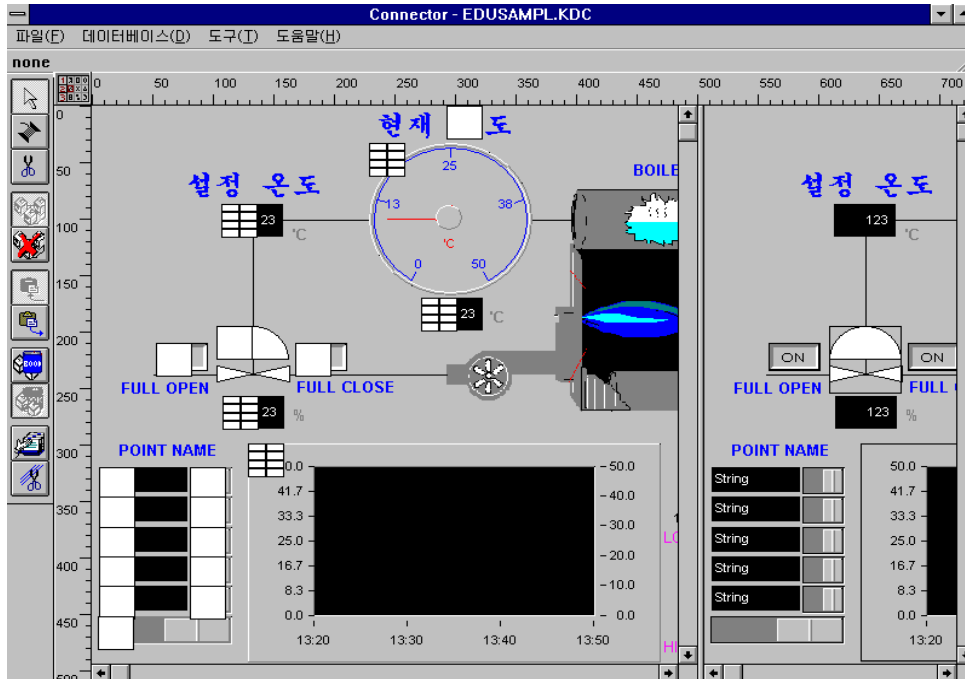 Connector - EDUSAMPL.KDC
파일(F) 데이터베이스(D) 도구(T) 도움말(H)
none
0 50 100 150 200 250 300 350 400 450 500 550 600 650 700
0
50
100
150
200
250
300
350
400
450
500
현재 도
25
13
38
0
50
℃
BOILE
설정 온도
23
℃
23
℃
FULL OPEN
FULL CLOSE
23
%
POINT NAME
0.0
41.7
33.3
25.0
16.7
8.3
0.0
50.0
40.0
30.0
20.0
10.0
0.0
13:20 13:30 13:40 13:50
LO
HI
설정 온도
123
℃
ON
ON
FULL OPEN
FULL
123
%
POINT NAME
String
String
String
String
String
50.0
41.7
33.3
25.0
16.7
8.3
0.0
13:20